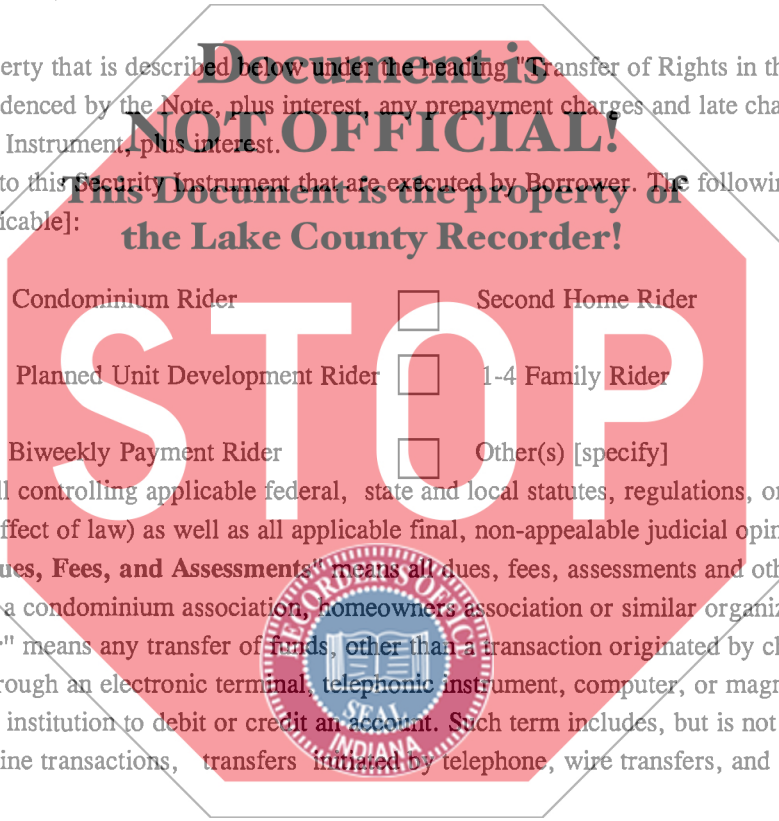 Document is
erty that is described below under the heading "Transfer of Rights in th
denced by the Note, plus interest, any prepayment charges and late cha
NOT OFFICIAL!
Instrument, plus interest.
to this Security Instrument that are executed by Borrower. The followin
This Document is the property of
icable]:
the Lake County Recorder!
Condominium Rider Second Home Rider
STOP
Planned Unit Development Rider 1-4 Family Rider
Biweekly Payment Rider Other(s) [specify]
ll controlling applicable federal, state and local statutes, regulations, or
ffect of law) as well as all applicable final, non-appealable judicial opin
ues, Fees, and Assessments" means all dues, fees, assessments and oth
a condominium association, homeowners association or similar organiz
RECORDER'S OFFIC
" means any transfer of funds, other than a transaction originated by ch
rough an electronic terminal, telephonic instrument, computer, or magn
SEAL
institution to debit or credit an account. Such term includes, but is not
INDIANA
ine transactions, transfers initiated by telephone, wire transfers, and